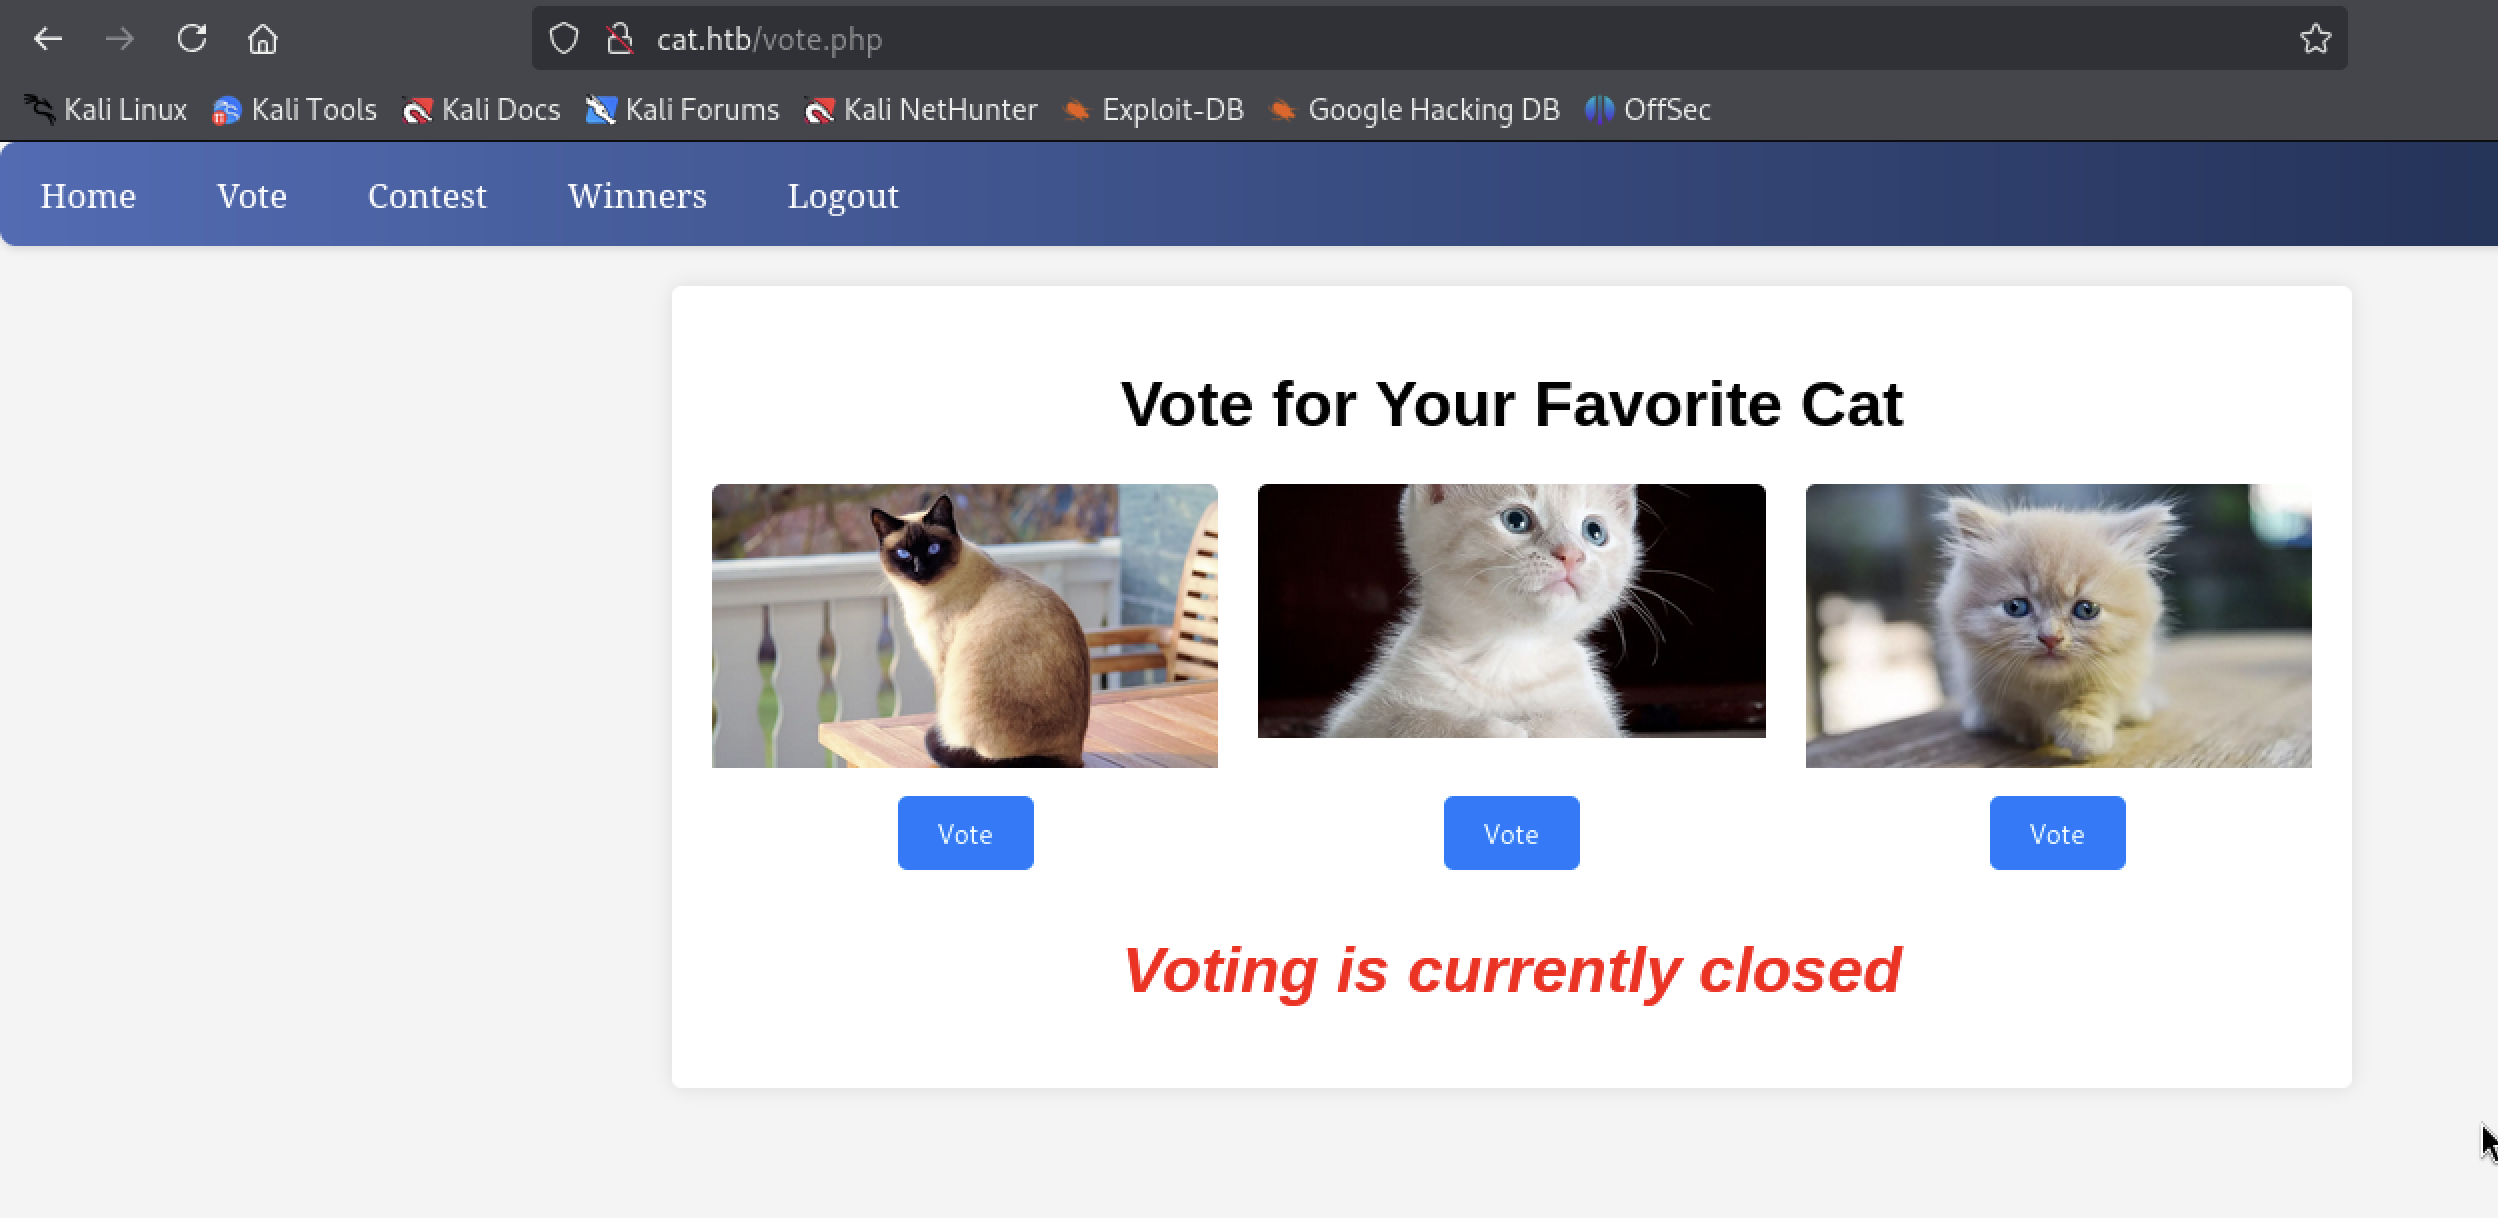 cat.htb/vote.php
Kali Linux Kali Tools Kali Docs Kali Forums Kali NetHunter Exploit-DB Google Hacking DB OffSec
Home Vote Contest Winners Logout
Vote for Your Favorite Cat
Vote Vote Vote
Voting is currently closed